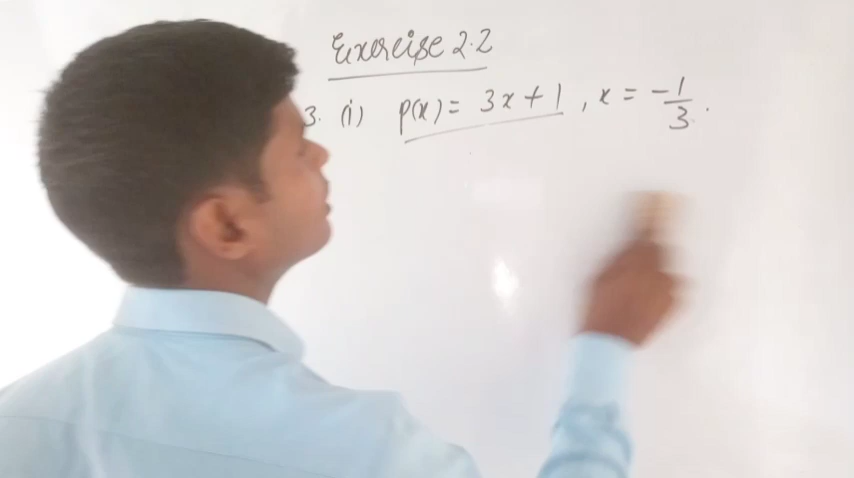 Exercise 2.2
3. (i) p(x) = 3x + 1 , x = -1/3.